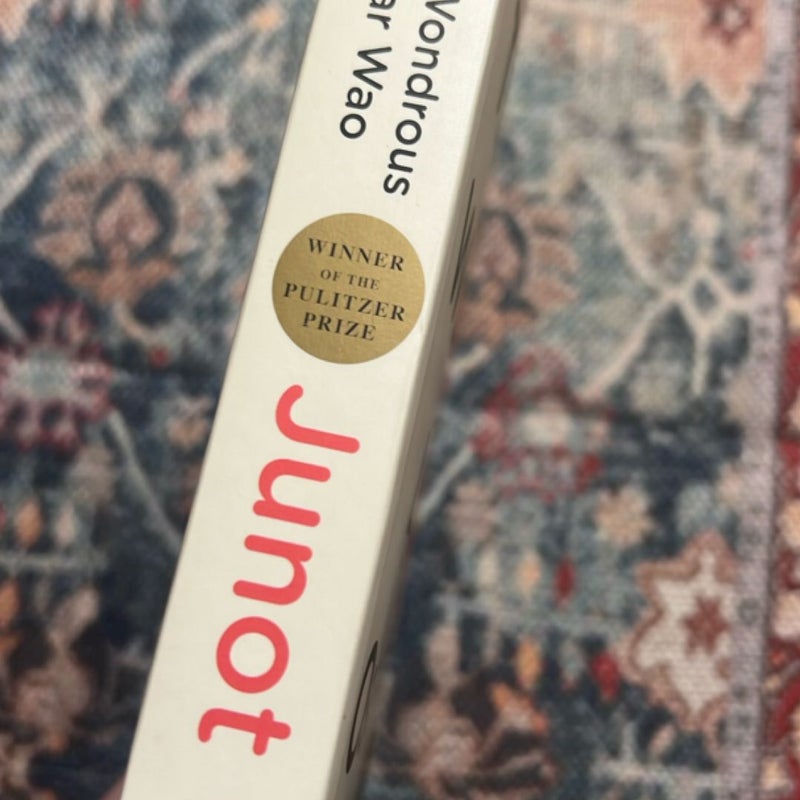 Wondrous
ar Wao
WINNER
OF THE
PULITZER
PRIZE
Junot